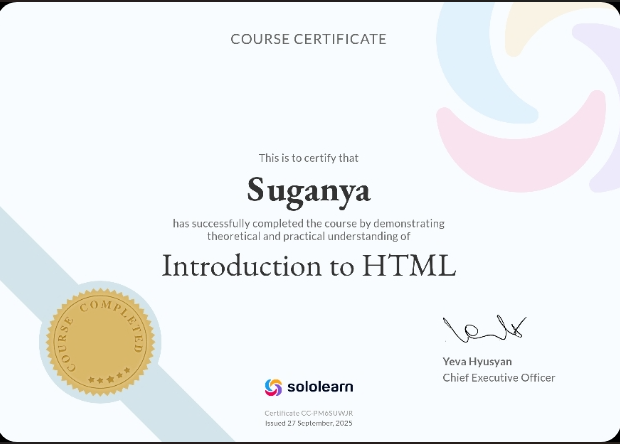 COURSE CERTIFICATE
This is to certify that
Suganya
has successfully completed the course by demonstrating
theoretical and practical understanding of
Introduction to HTML
COURSE COMPLETED
Yeva Hyusyan
Chief Executive Officer
sololearn
Certificate CC-PM6SUWJR
Issued 27 September, 2025